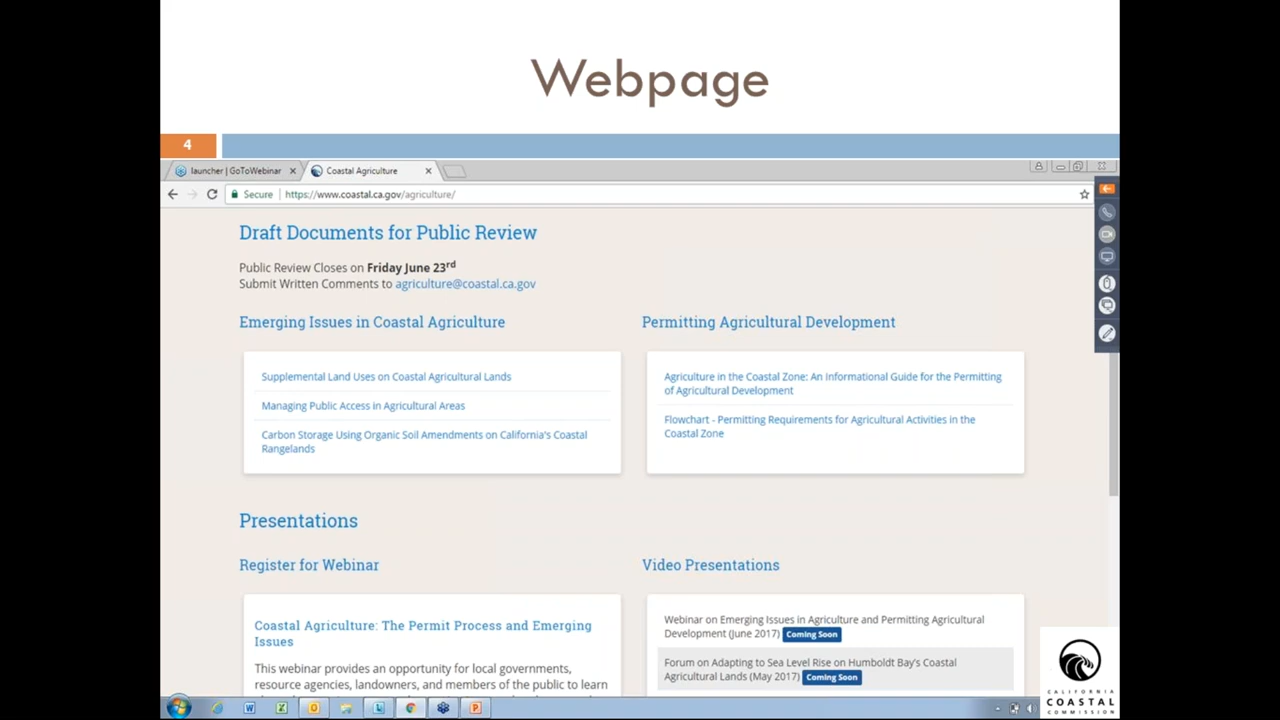 Webpage
4
launcher | GoToWebinar
Coastal Agriculture
Secure
https://www.coastal.ca.gov/agriculture/
Draft Documents for Public Review
Public Review Closes on Friday June 23rd
Submit Written Comments to agriculture@coastal.ca.gov
Emerging Issues in Coastal Agriculture
Supplemental Land Uses on Coastal Agricultural Lands
Managing Public Access in Agricultural Areas
Carbon Storage Using Organic Soil Amendments on California's Coastal
Rangelands
Permitting Agricultural Development
Agriculture in the Coastal Zone: An Informational Guide for the Permitting
of Agricultural Development
Flowchart - Permitting Requirements for Agricultural Activities in the
Coastal Zone
Presentations
Register for Webinar
Coastal Agriculture: The Permit Process and Emerging
Issues
This webinar provides an opportunity for local governments,
resource agencies, landowners, and members of the public to learn
Video Presentations
Webinar on Emerging Issues in Agriculture and Permitting Agricultural
Development (June 2017) Coming Soon
Forum on Adapting to Sea Level Rise on Humboldt Bay's Coastal
Agricultural Lands (May 2017) Coming Soon
CALIFORNIA
COASTAL
COMMISSION